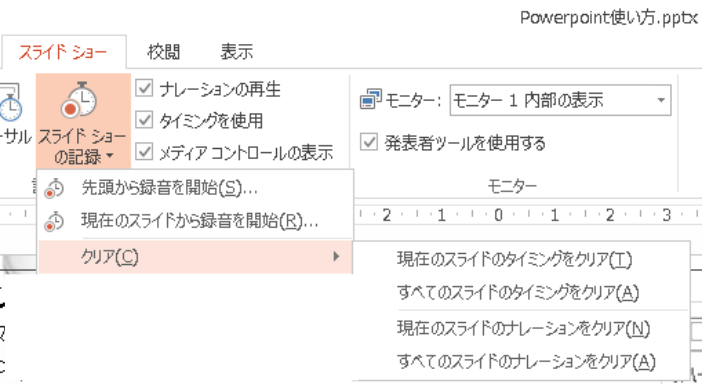 Powerpoint使い方.pptx
スライド ショー 校閲 表示
ナレーションの再生
タイミングを使用
メディア コントロールの表示
ーサル
スライド ショー
の記録
モニター: モニター 1 内部の表示
発表者ツールを使用する
モニター
先頭から録音を開始(S)...
現在のスライドから録音を開始(R)...
クリア(C)
2 1 0 1 2 3
現在のスライドのタイミングをクリア(T)
すべてのスライドのタイミングをクリア(A)
現在のスライドのナレーションをクリア(N)
すべてのスライドのナレーションをクリア(A)